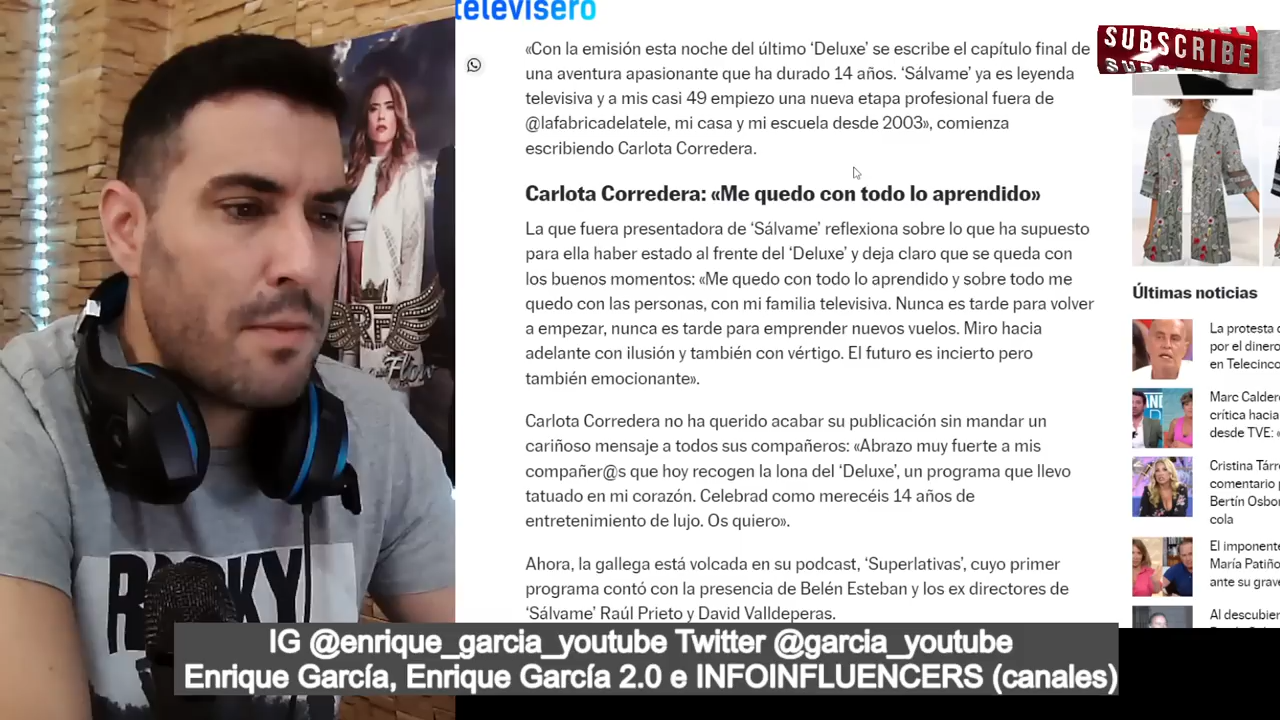 televisero
SUBSCRIBE
«Con la emisión esta noche del último ‘Deluxe’ se escribe el capítulo final de
una aventura apasionante que ha durado 14 años. ‘Sálvame’ ya es leyenda
televisiva y a mis casi 49 empiezo una nueva etapa profesional fuera de
@lafabricadelatele, mi casa y mi escuela desde 2003», comienza
escribiendo Carlota Corredera.
Carlota Corredera: «Me quedo con todo lo aprendido»
La que fuera presentadora de ‘Sálvame’ reflexiona sobre lo que ha supuesto
para ella haber estado al frente del ‘Deluxe’ y deja claro que se queda con
los buenos momentos: «Me quedo con todo lo aprendido y sobre todo me
quedo con las personas, con mi familia televisiva. Nunca es tarde para volver
a empezar, nunca es tarde para emprender nuevos vuelos. Miro hacia
adelante con ilusión y también con vértigo. El futuro es incierto pero
también emocionante».
Carlota Corredera no ha querido acabar su publicación sin mandar un
cariñoso mensaje a todos sus compañeros: «Abrazo muy fuerte a mis
compañer@s que hoy recogen la lona del ‘Deluxe’, un programa que llevo
tatuado en mi corazón. Celebrad como merecéis 14 años de
entretenimiento de lujo. Os quiero».
Ahora, la gallega está volcada en su podcast, ‘Superlativas’, cuyo primer
programa contó con la presencia de Belén Esteban y los ex directores de
‘Sálvame’ Raúl Prieto y David Valldeperas.
Últimas noticias
La protesta
por el dinero
en Telecinco
Marc Calder
crítica hacia
desde TVE:
Cristina Tárre
comentario
Bertín Osbor
cola
El imponente
María Patiño
ante su grave
Al descubier
Flow
IG @enrique_garcia_youtube Twitter @garcia_youtube
Enrique García, Enrique García 2.0 e INFOINFLUENCERS (canales)